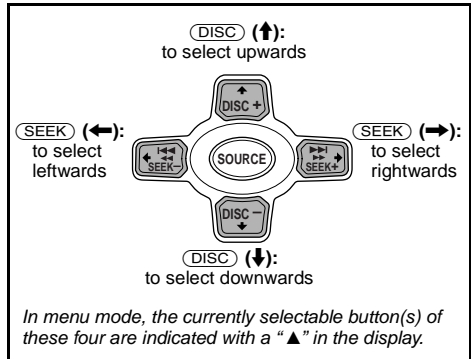 DISC (↑):
to select upwards
DISC +
SEEK (←):
to select
leftwards
SEEK−
SOURCE
SEEK+
SEEK (→):
to select
rightwards
DISC −
DISC (↓):
to select downwards
In menu mode, the currently selectable button(s) of
these four are indicated with a “ ▲” in the display.